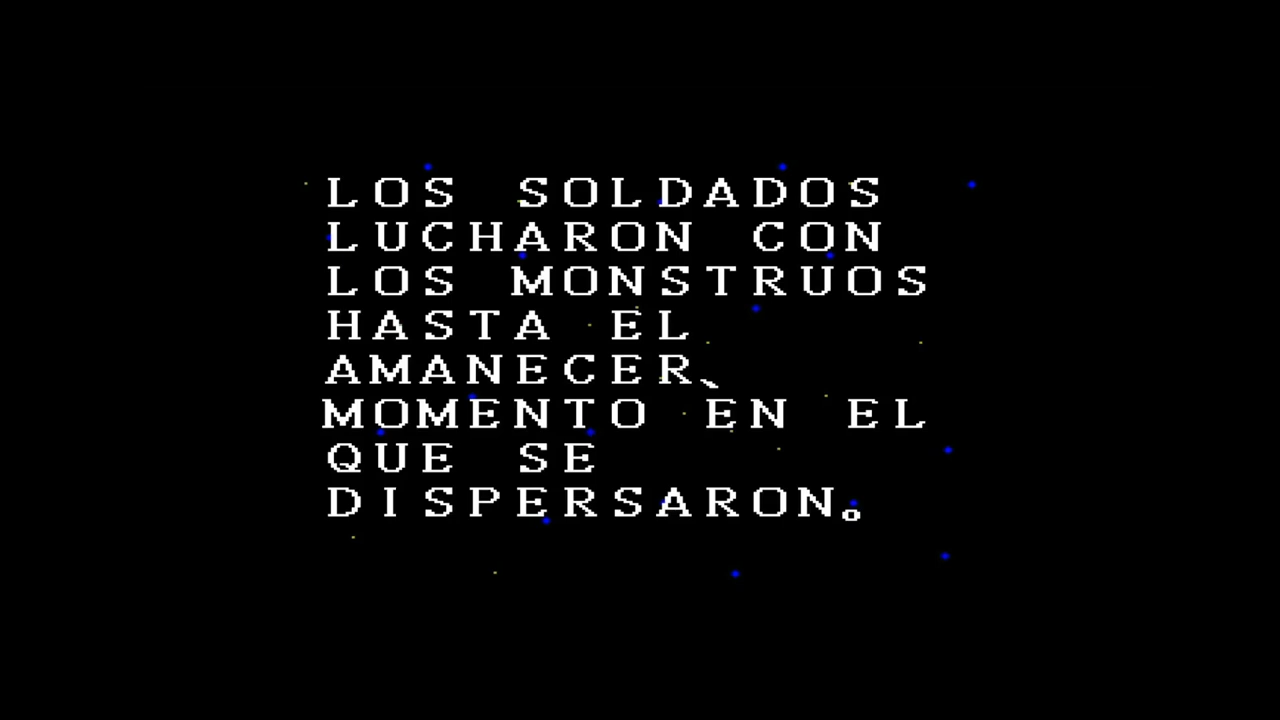 LOS SOLDADOS
LUCHARON CON
LOS MONSTRUOS
HASTA EL
AMANECER、
MOMENTO EN EL
QUE SE
DISPERSARON。